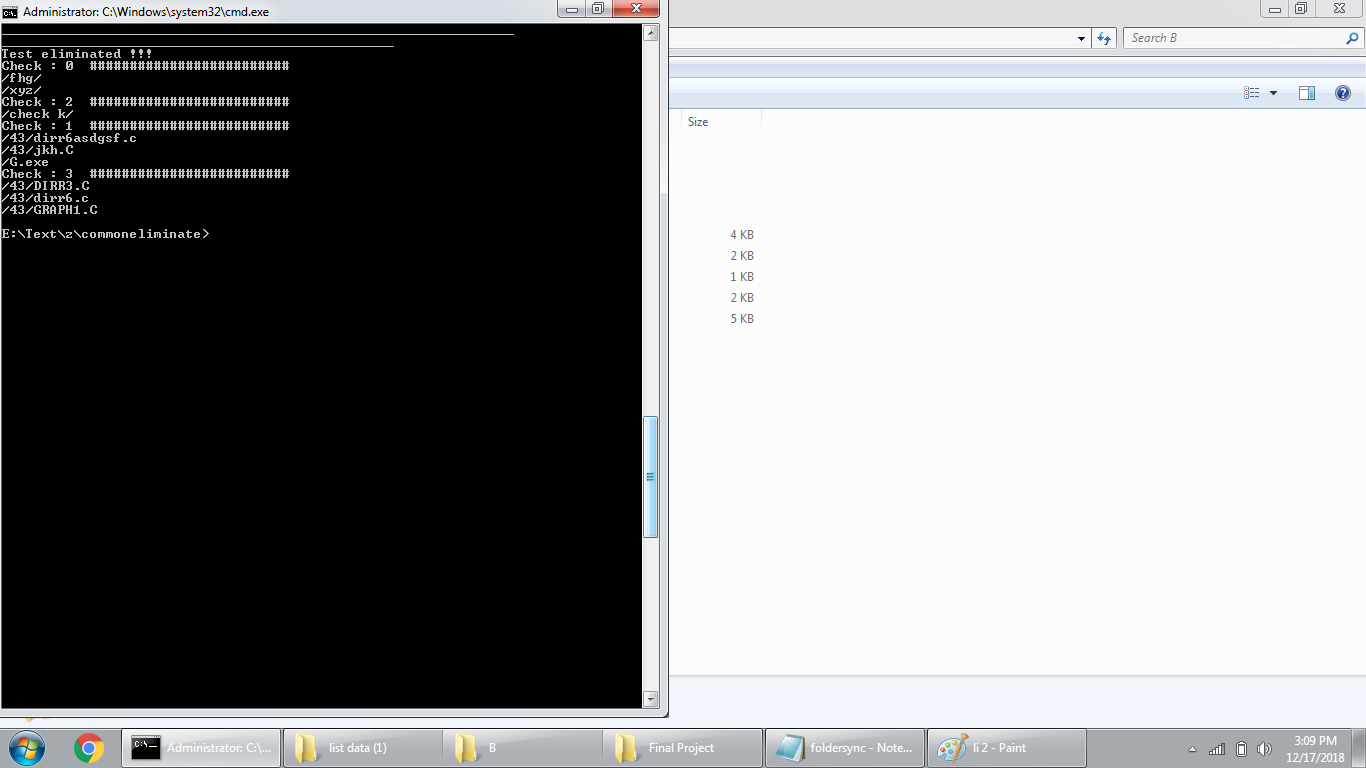 Administrator: C:\Windows\system32\cmd.exe
Test eliminated !!!
Check : 0  #########################
/fhg/
/xyz/
Check : 2  #########################
/check k/
Check : 1  #########################
/43/dirr6asdgsf.c
/43/jkh.C
/G.exe
Check : 3  #########################
/43/DIRR3.C
/43/dirr6.c
/43/GRAPH1.C
E:\Text\z\commoneliminate>
Search B
Size
4 KB
2 KB
1 KB
2 KB
5 KB
Administrator: C:\...
list data (1)
B
Final Project
foldersync - Note...
li 2 - Paint
3:09 PM
12/17/2018